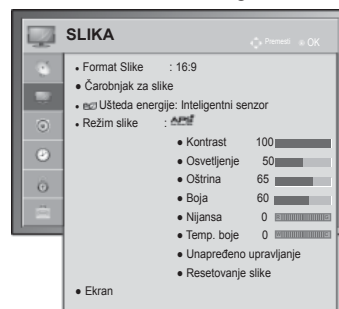 SLIKA
Premesti OK
• Format Slike : 16:9
• Čarobnjak za slike
• Ušteda energije: Inteligentni senzor
• Režim slike :
• Kontrast 100
• Osvetljenje 50
• Oštrina 65
• Boja 60
• Nijansa 0
• Temp. boje 0
• Unapređeno upravljanje
• Resetovanje slike
• Ekran